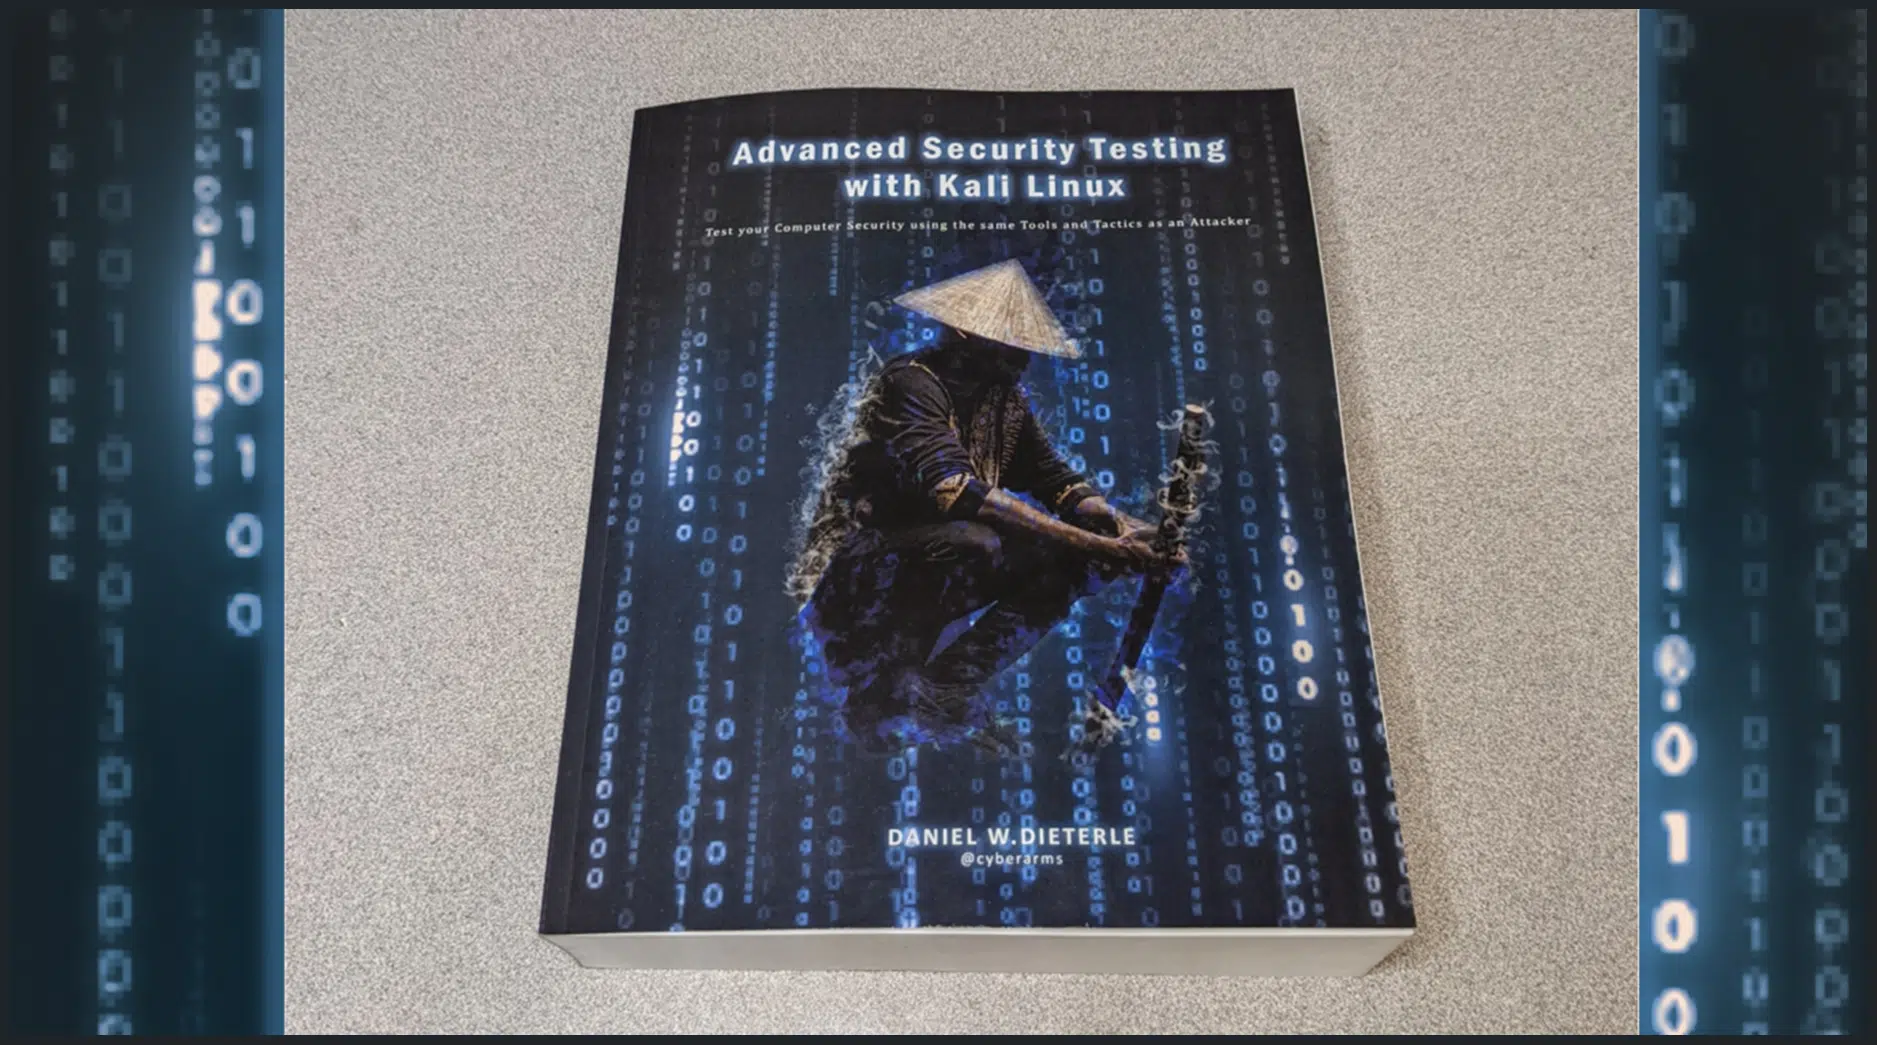 Advanced Security Testing
with Kali Linux
Test your Computer Security using the same Tools and Tactics as an Attacker
DANIEL W.DIETERLE
@cyberarms